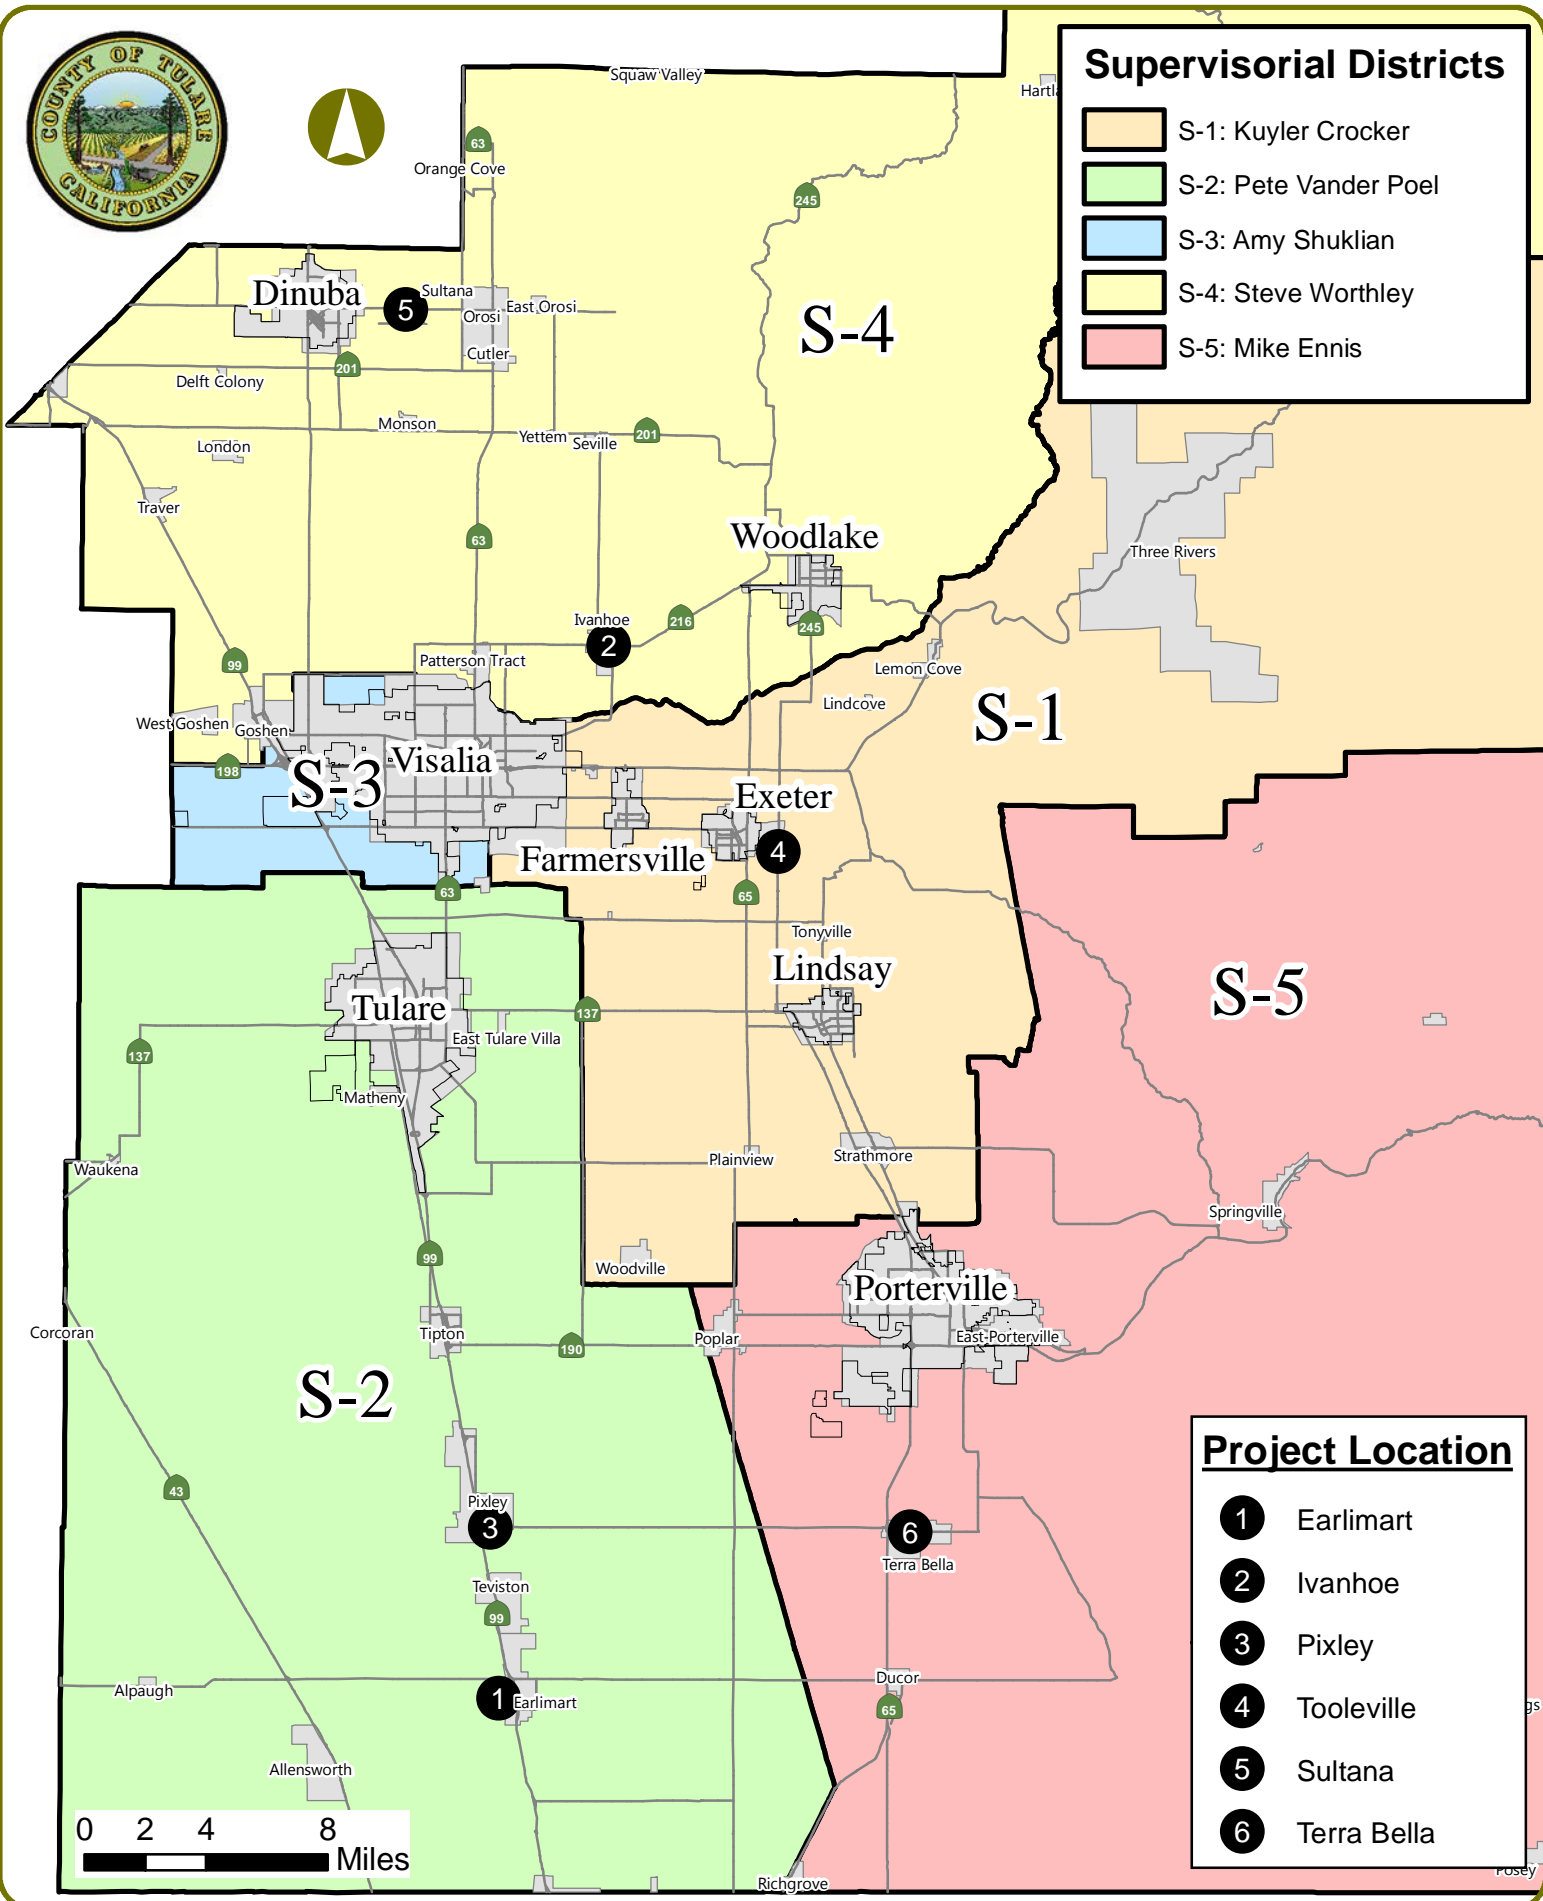 COUNTY OF TULARE
CALIFORNIA
Supervisorial Districts
S-1: Kuyler Crocker
S-2: Pete Vander Poel
S-3: Amy Shuklian
S-4: Steve Worthley
S-5: Mike Ennis
Squaw Valley
Hartla
63
Orange Cove
245
Dinuba
5
Sultana
Orosi
East Orosi
S-4
Cutler
201
Delft Colony
Monson
Yettem
Seville
201
London
Traver
63
Woodlake
Three Rivers
Ivanhoe
2
216
245
99
Patterson Tract
Lemon Cove
Lindcove
S-1
West Goshen
Goshen
198
S-3
Visalia
Exeter
4
Farmersville
63
65
Tonyville
Lindsay
S-5
Tulare
137
137
East Tulare Villa
Matheny
Waukena
Plainview
Strathmore
Springville
99
Woodville
Porterville
Corcoran
Tipton
190
Poplar
East Porterville
S-2
43
Pixley
3
6
Terra Bella
Teviston
99
Alpaugh
1
Earlimart
Ducor
65
Allensworth
Richgrove
gs
Posey
Project Location
1 Earlimart
2 Ivanhoe
3 Pixley
4 Tooleville
5 Sultana
6 Terra Bella
0 2 4 8
Miles